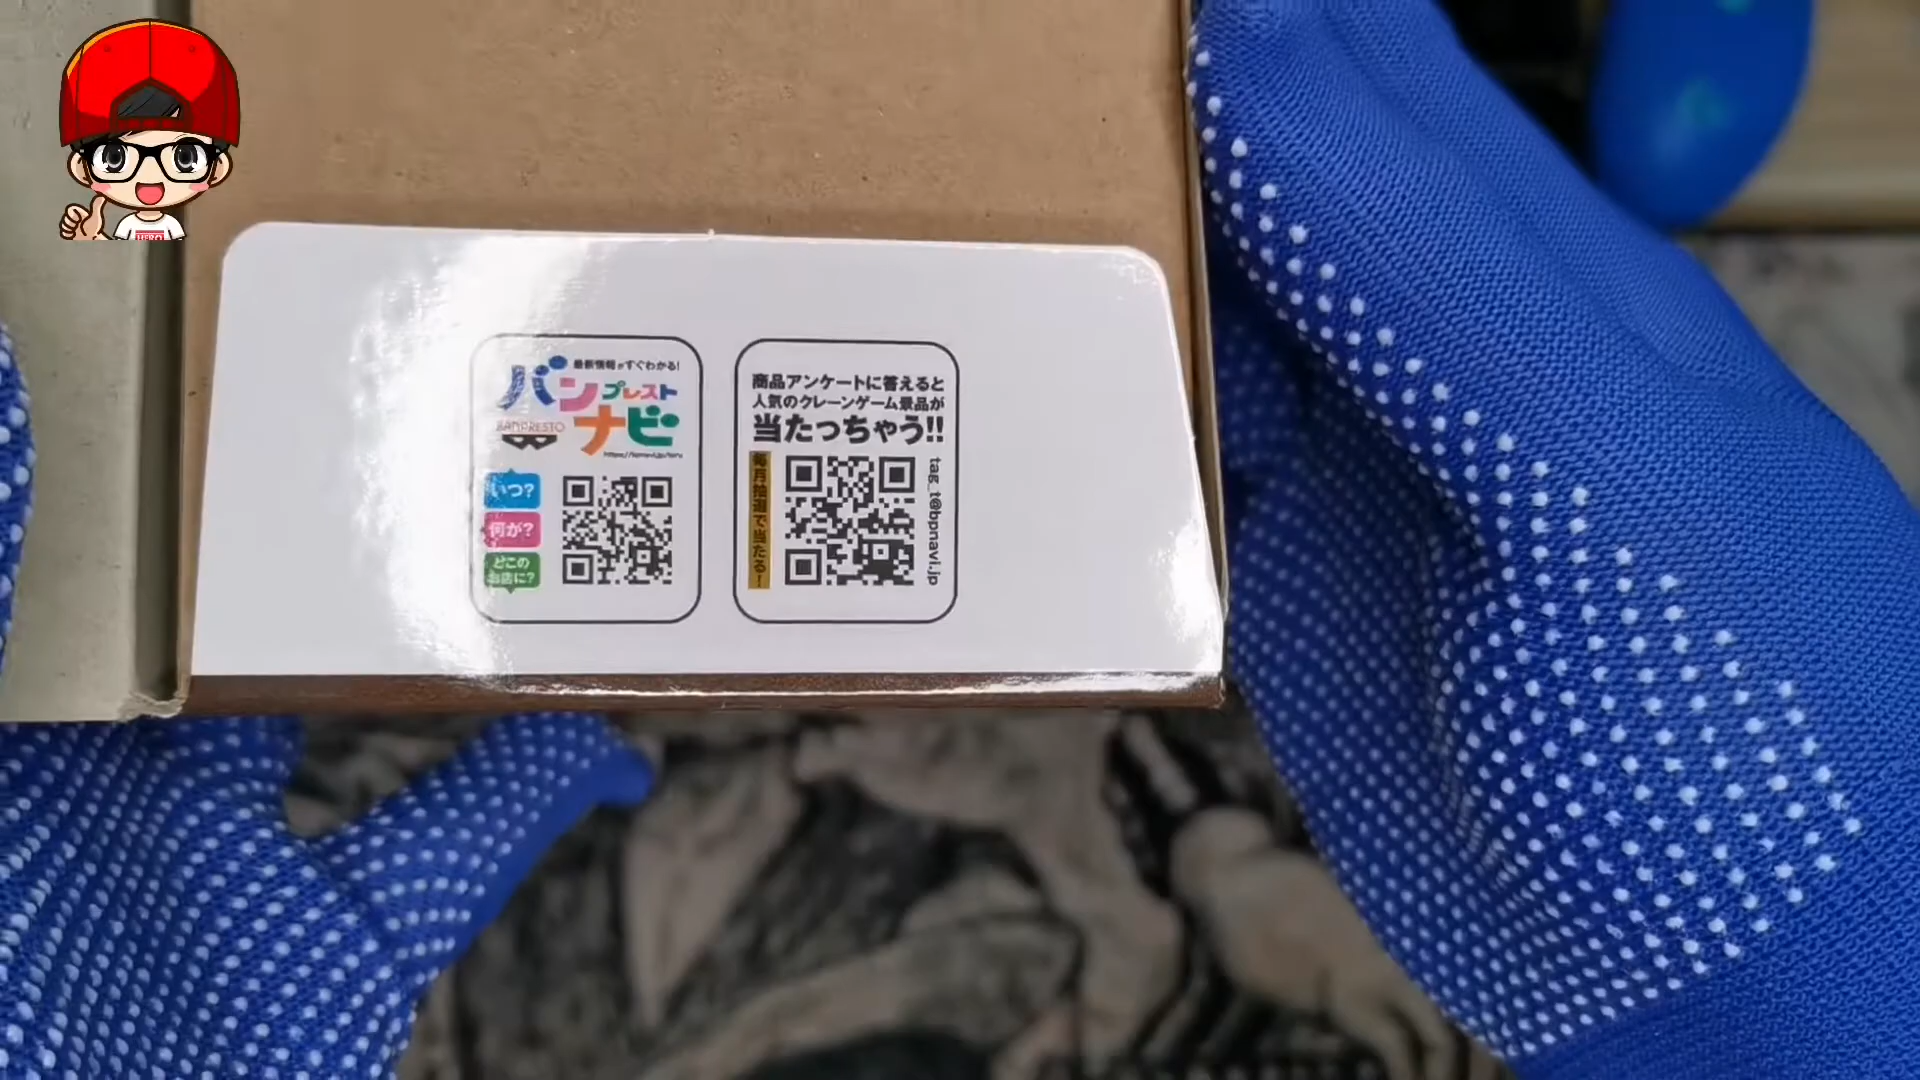 HERO
最新情報がすぐわかる!
バンプレスト
ナビ
BANPRESTO
いつ?
何が?
どこの
お店に?
商品アンケートに答えると
人気のクレーンゲーム景品が
当たっちゃう!!
毎月抽選で当たる!
tag_t@bpnavi.jp